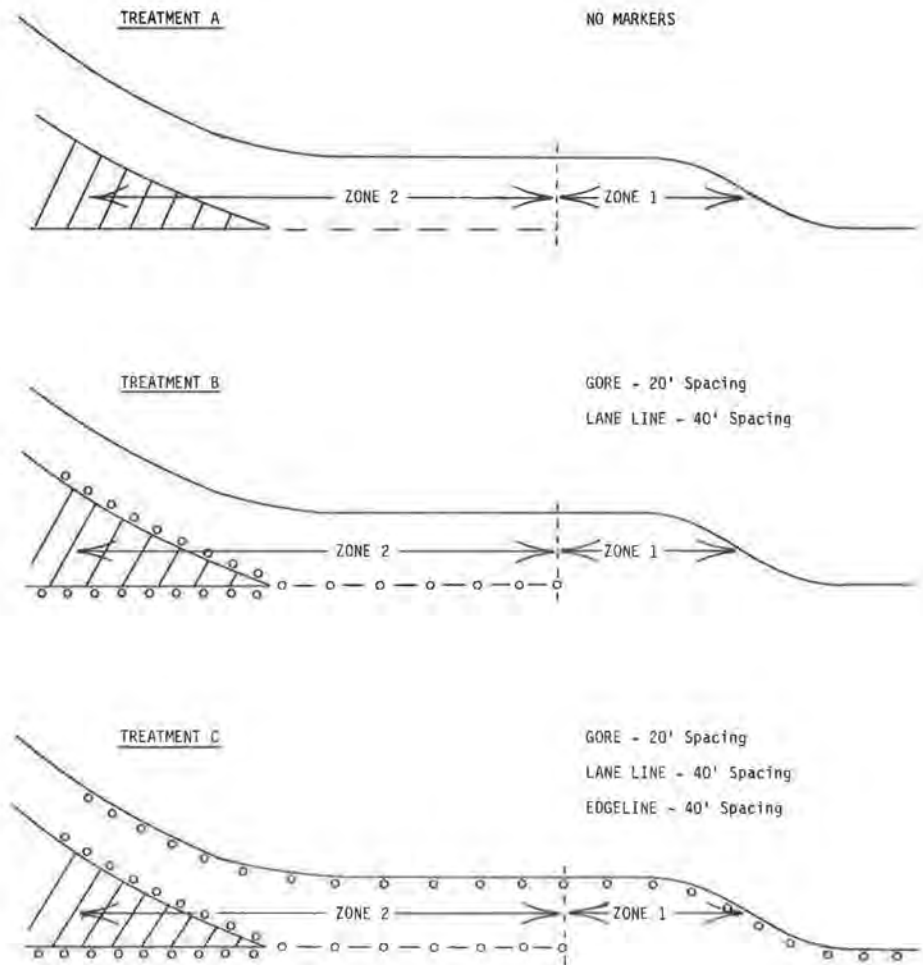 TREATMENT A
NO MARKERS
ZONE 2
ZONE 1
TREATMENT B
GORE - 20' Spacing
LANE LINE - 40' Spacing
ZONE 2
ZONE 1
TREATMENT C
GORE - 20' Spacing
LANE LINE - 40' Spacing
EDGELINE - 40' Spacing
ZONE 2
ZONE 1